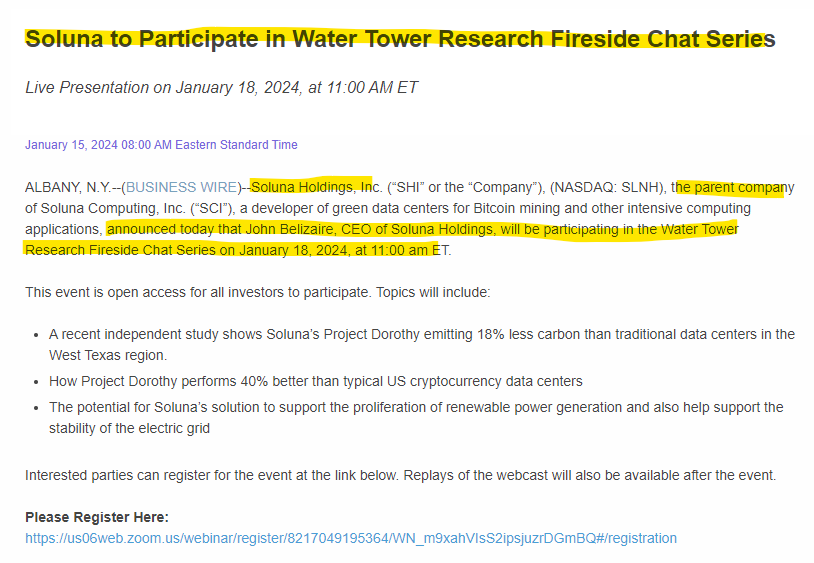 Soluna to Participate in Water Tower Research Fireside Chat Series
Live Presentation on January 18, 2024, at 11:00 AM ET
January 15, 2024 08:00 AM Eastern Standard Time
ALBANY, N.Y.--(BUSINESS WIRE)--Soluna Holdings, Inc. (“SHI” or the “Company”), (NASDAQ: SLNH), the parent company
of Soluna Computing, Inc. (“SCI”), a developer of green data centers for Bitcoin mining and other intensive computing
applications, announced today that John Belizaire, CEO of Soluna Holdings, will be participating in the Water Tower
Research Fireside Chat Series on January 18, 2024, at 11:00 am ET.
This event is open access for all investors to participate. Topics will include:
• A recent independent study shows Soluna’s Project Dorothy emitting 18% less carbon than traditional data centers in the
West Texas region.
• How Project Dorothy performs 40% better than typical US cryptocurrency data centers
• The potential for Soluna’s solution to support the proliferation of renewable power generation and also help support the
stability of the electric grid
Interested parties can register for the event at the link below. Replays of the webcast will also be available after the event.
Please Register Here:
https://us06web.zoom.us/webinar/register/8217049195364/WN_m9xahVIsS2ipsjuzrDGmBQ#/registration